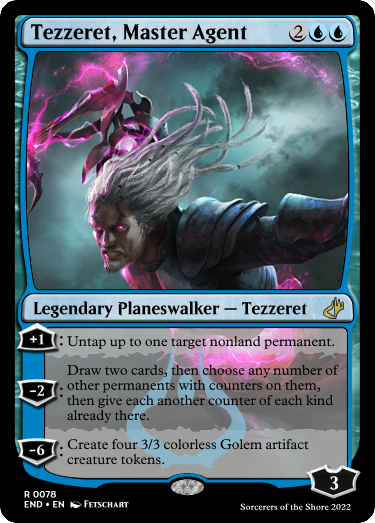 Tezzeret, Master Agent 2
Legendary Planeswalker — Tezzeret
+1: Untap up to one target nonland permanent.
Draw two cards, then choose any number of
-2: other permanents with counters on them,
then give each another counter of each kind
already there.
-6: Create four 3/3 colorless Golem artifact
creature tokens.
3
R 0078
END • EN Fetschart
Sorcerers of the Shore 2022